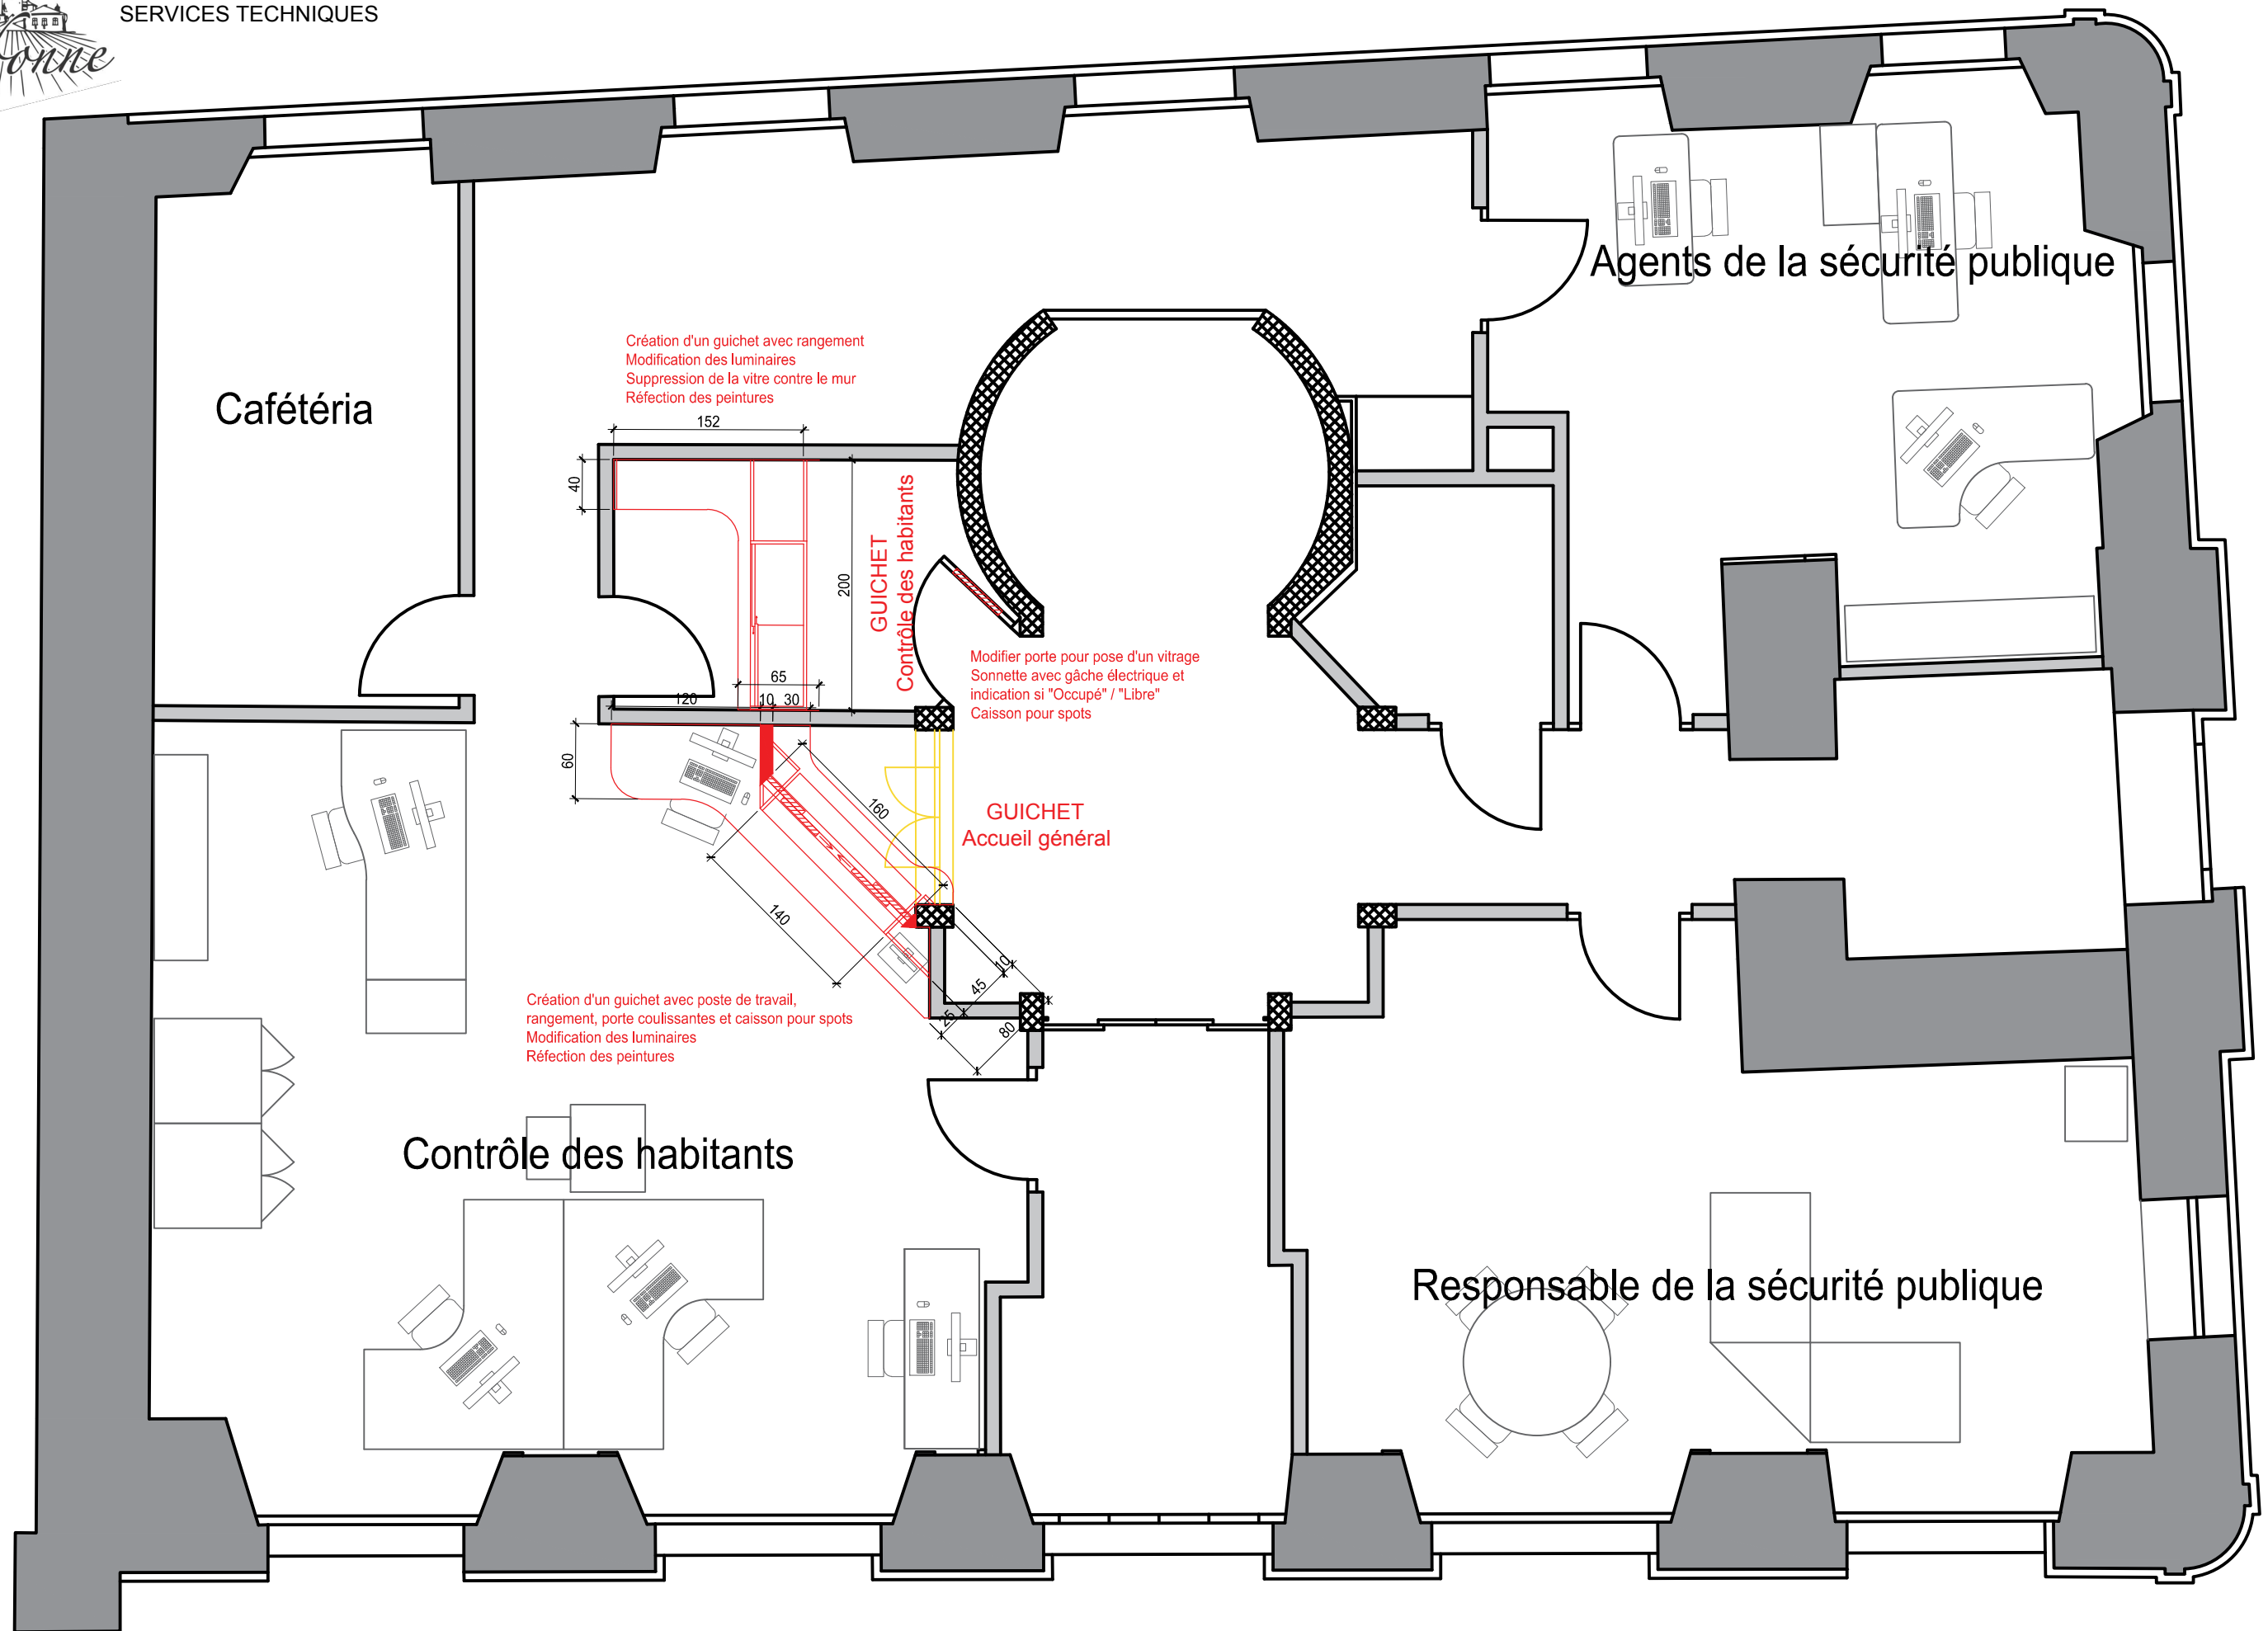 SERVICES TECHNIQUES
onne
Agents de la sécurité publique
Création d'un guichet avec rangement
Modification des luminaires
Suppression de la vitre contre le mur
Réfection des peintures
Cafétéria
152
40
200
GUICHET
Contrôle des habitants
Modifier porte pour pose d'un vitrage
Sonnette avec gâche électrique et
indication si "Occupé" / "Libre"
Caisson pour spots
65
120
10
30
60
160
GUICHET
Accueil général
140
10
45
25
80
Création d'un guichet avec poste de travail,
rangement, porte coulissantes et caisson pour spots
Modification des luminaires
Réfection des peintures
Contrôle des habitants
Responsable de la sécurité publique